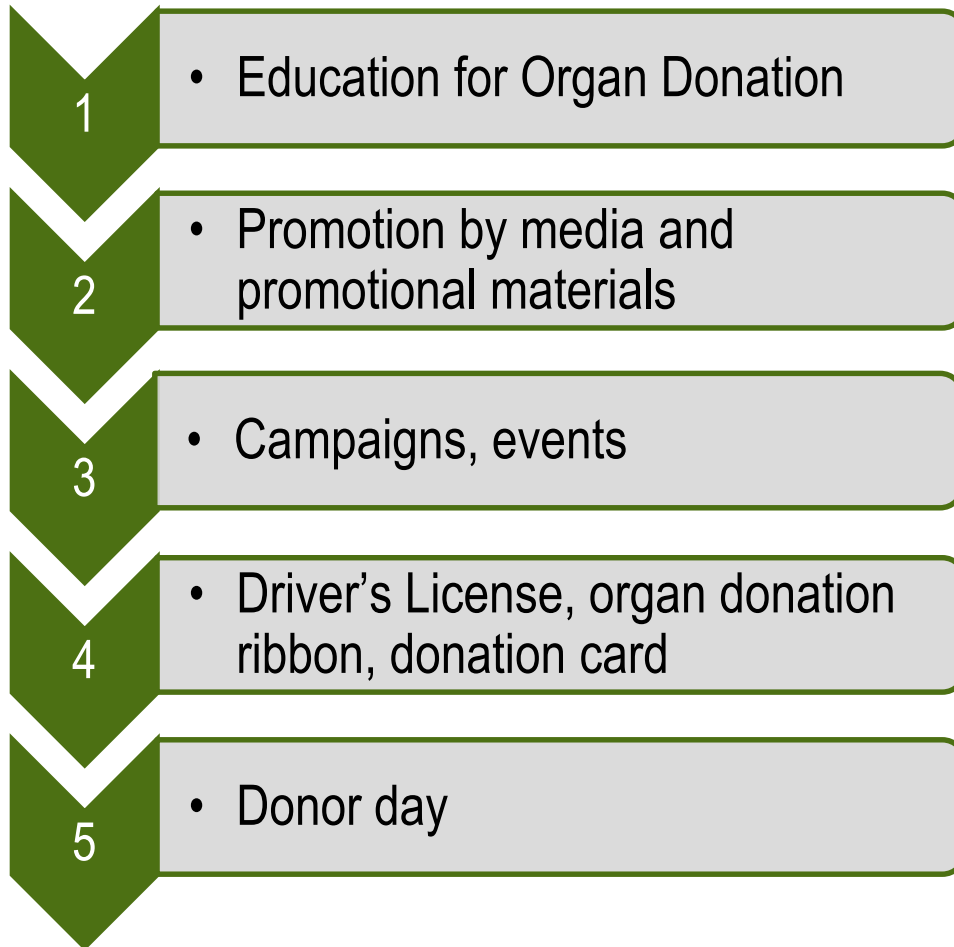 1
• Education for Organ Donation
2
• Promotion by media and
promotional materials
3
• Campaigns, events
4
• Driver’s License, organ donation
ribbon, donation card
5
• Donor day